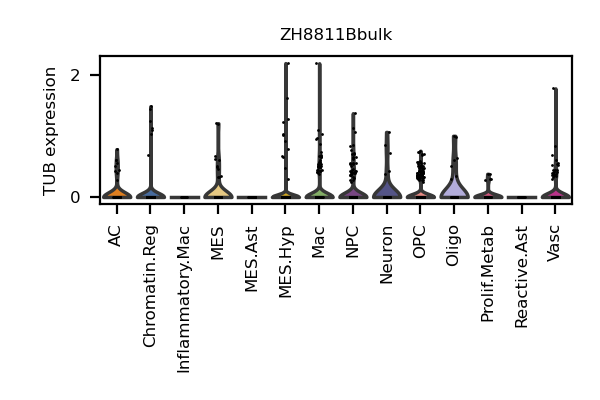 ZH8811Bbulk
TUB expression
2
0
AC
Chromatin.Reg
Inflammatory.Mac
MES
MES.Ast
MES.Hyp
Mac
NPC
Neuron
OPC
Oligo
Prolif.Metab
Reactive.Ast
Vasc